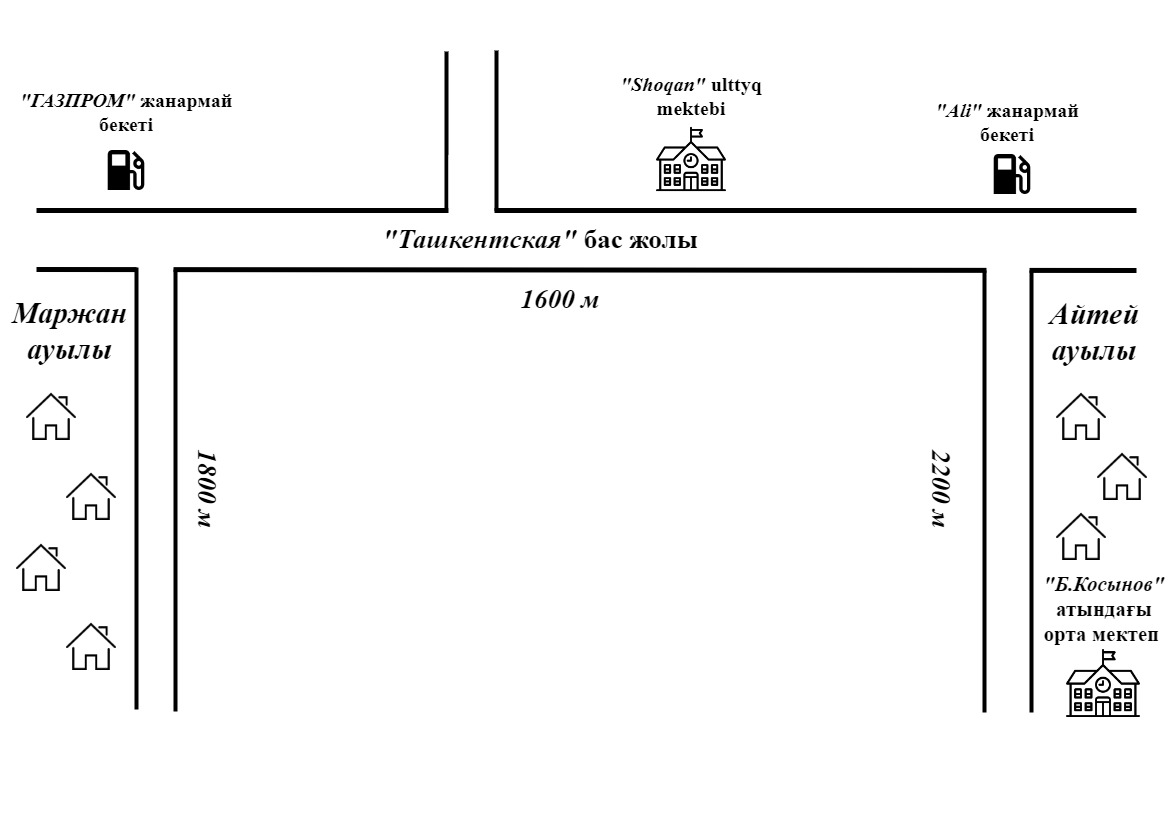 "ГАЗПРОМ" жанармай
бекеті
"Shoqan" ulttyq
mektebi
"Ali" жанармай
бекеті
"Ташкентская" бас жолы
1600 м
Маржан
ауылы
Айтей
ауылы
1800 м
2200 м
"Б.Косынов"
атындағы
орта мектеп